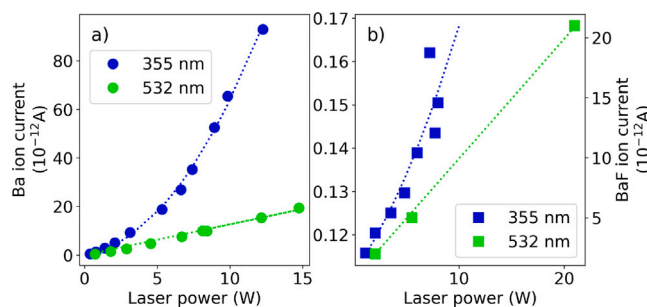 a)
355 nm
532 nm
Ba ion current
(10⁻¹²A)
80
60
40
20
0
0
5
10
15
Laser power (W)
b)
355 nm
532 nm
0.17
0.16
0.15
0.14
0.13
0.12
0
10
20
Laser power (W)
20
15
10
5
BaF ion current
(10⁻¹²A)